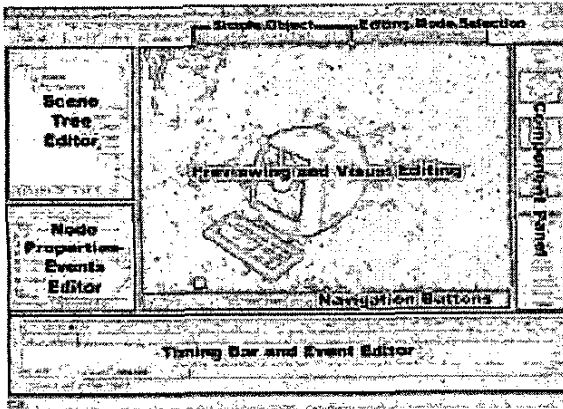 Simple Object
Editing Mode Selection
Scene
Tree
Editor
Previewing and Visual Editing
Component Panel
Node
Properties
Events
Editor
Navigation Buttons
Timing Bar and Event Editor